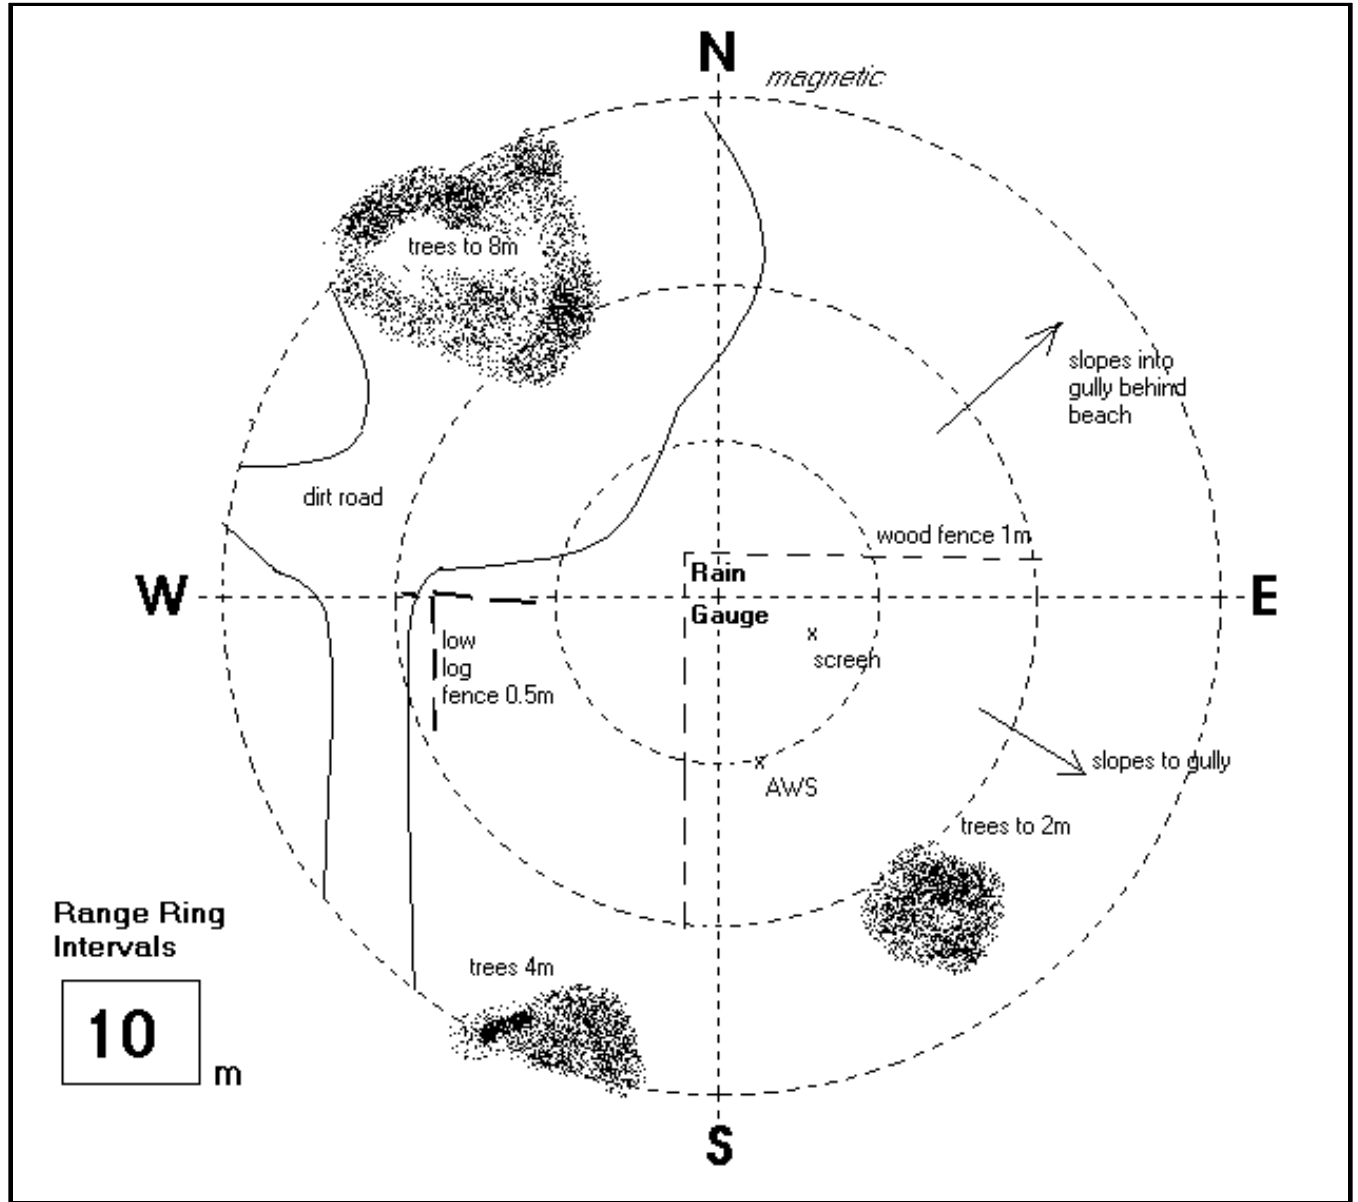 N
magnetic
trees to 8m
slopes into
gully behind
beach
dirt road
wood fence 1m
Rain
Gauge
W
E
low
log
fence 0.5m
screen
slopes to gully
AWS
trees to 2m
Range Ring
Intervals
trees 4m
10
m
S